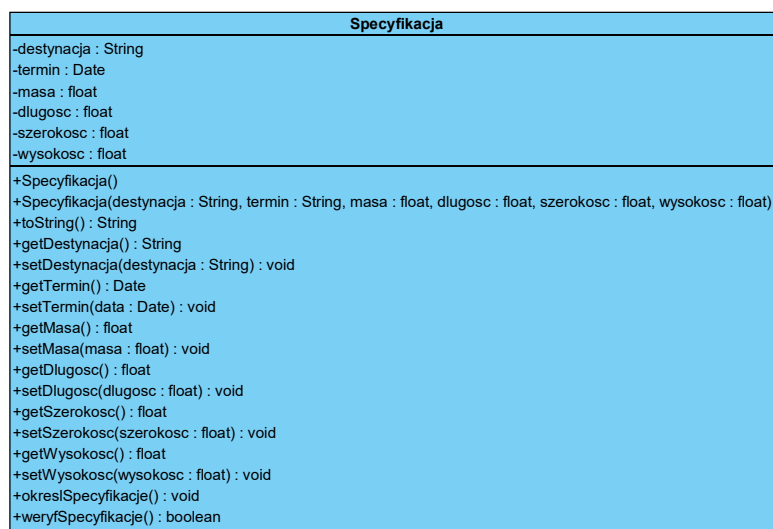 Specyfikacja
-destynacja : String
-termin : Date
-masa : float
-dlugosc : float
-szerokosc : float
-wysokosc : float
+Specyfikacja()
+Specyfikacja(destynacja : String, termin : String, masa : float, dlugosc : float, szerokosc : float, wysokosc : float)
+toString() : String
+getDestynacja() : String
+setDestynacja(destynacja : String) : void
+getTermin() : Date
+setTermin(data : Date) : void
+getMasa() : float
+setMasa(masa : float) : void
+getDlugosc() : float
+setDlugosc(dlugosc : float) : void
+getSzerokosc() : float
+setSzerokosc(szerokosc : float) : void
+getWysokosc() : float
+setWysokosc(wysokosc : float) : void
+okreslSpecyfikacje() : void
+weryfSpecyfikacje() : boolean